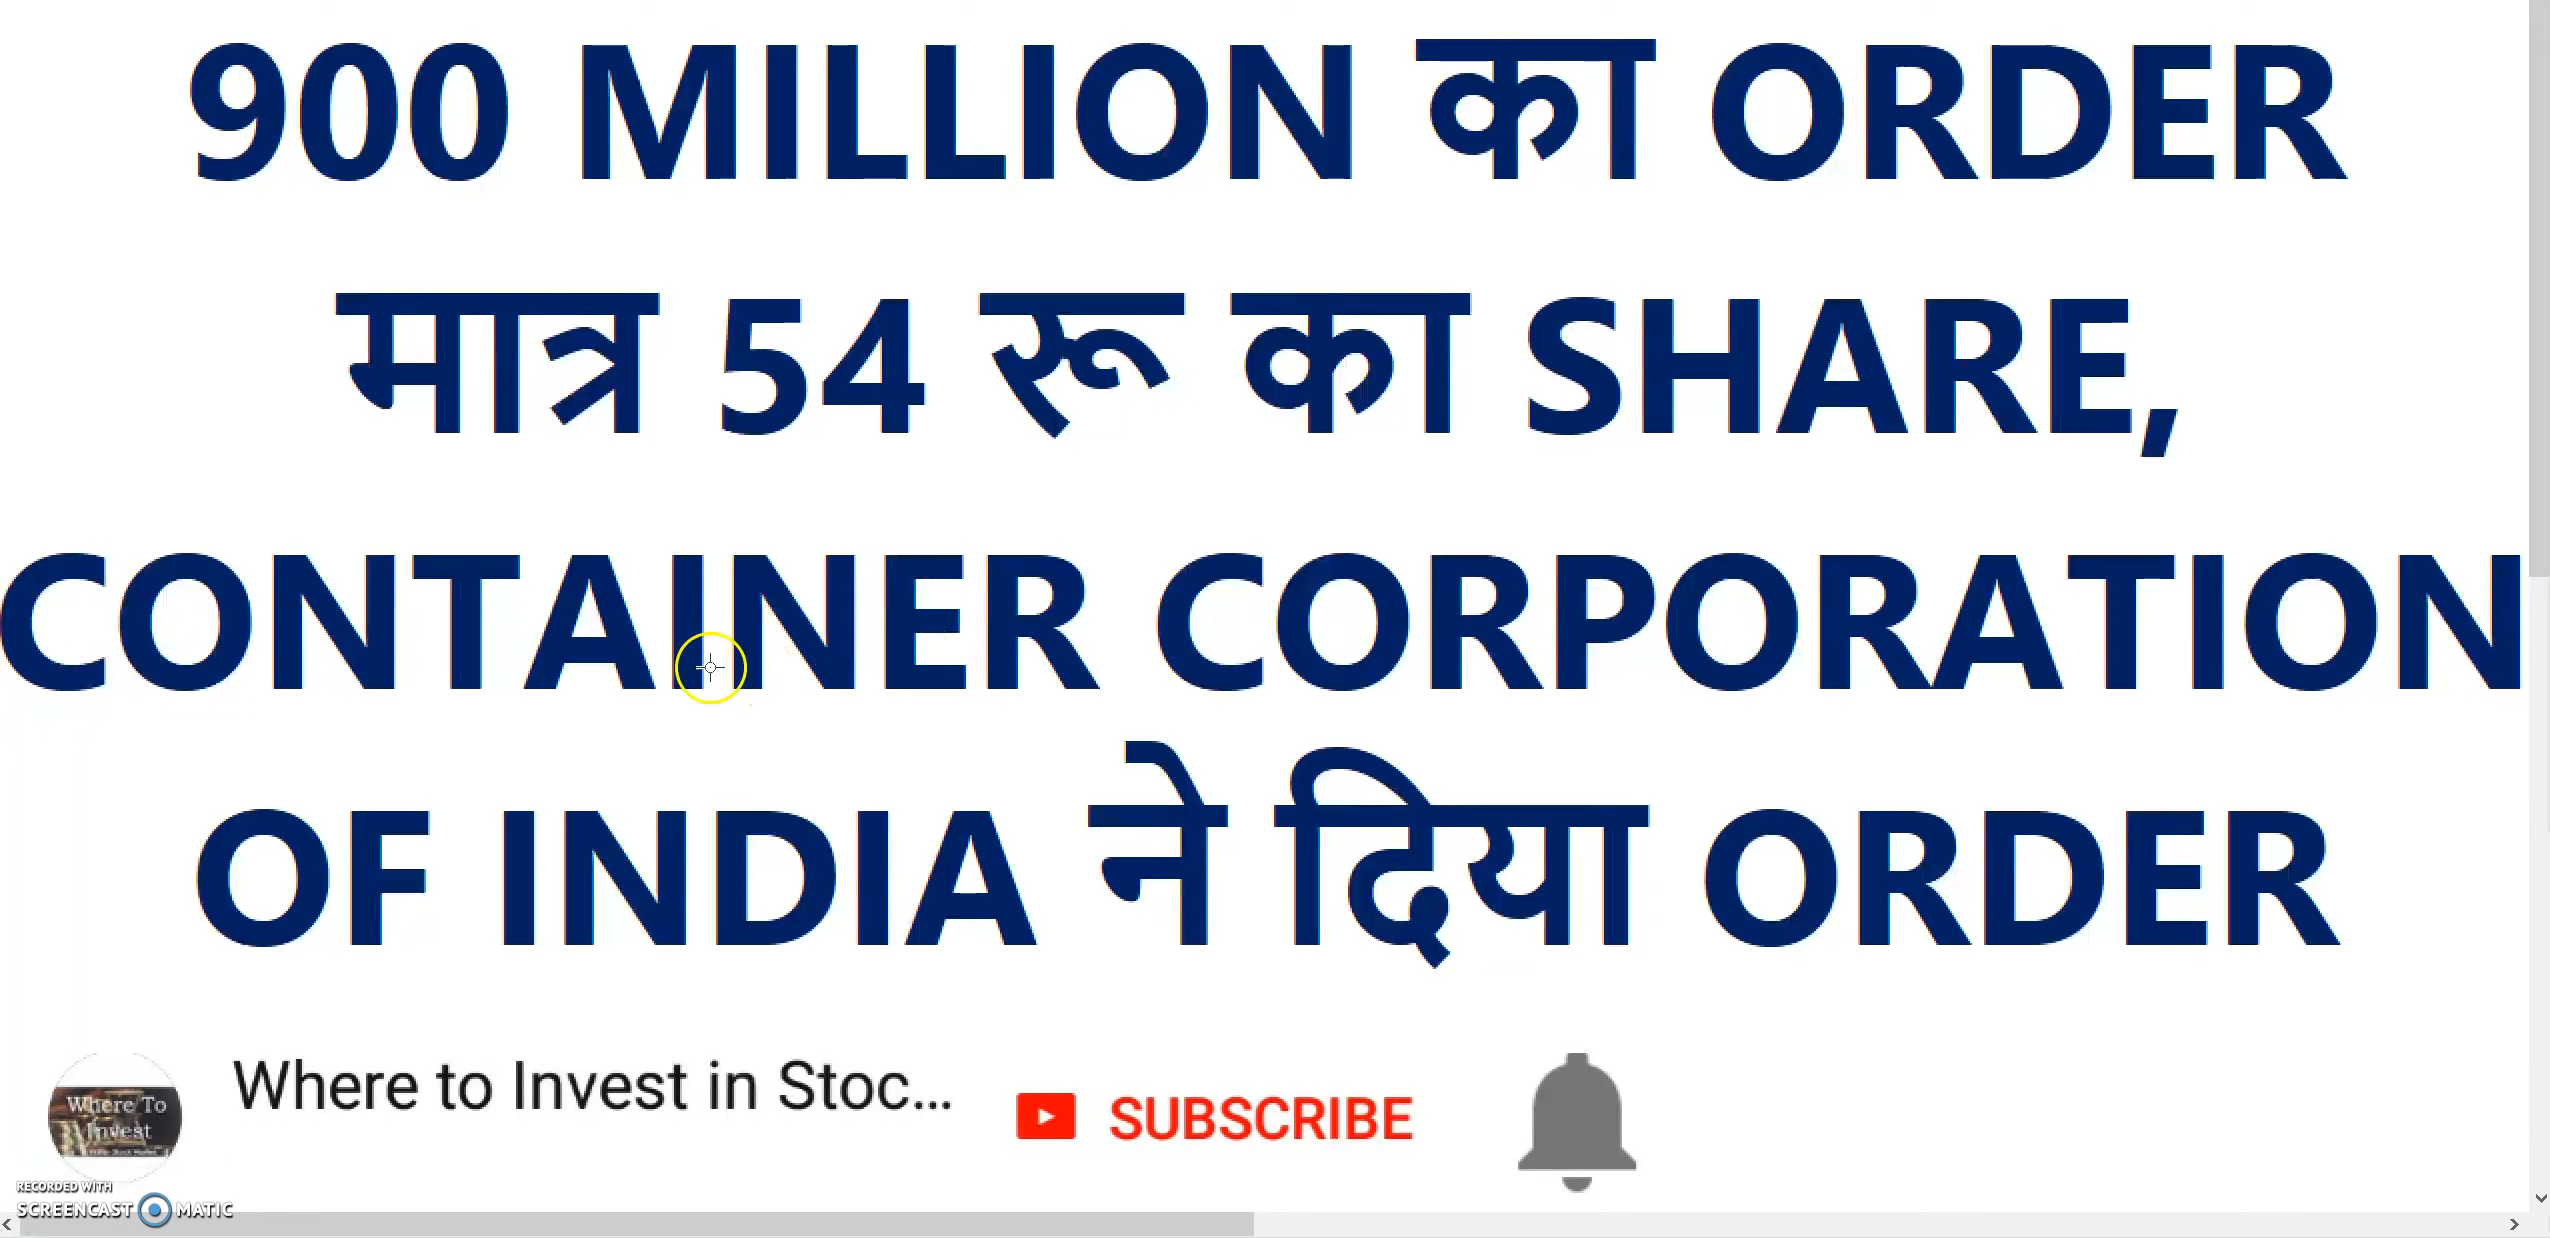 900 MILLION का ORDER
मात्र 54 रू का SHARE,
CONTAINER CORPORATION
OF INDIA ने दिया ORDER
Where to Invest in Stoc...
SUBSCRIBE
Where To
Invest
RECORDED WITH
SCREENCAST MATIC